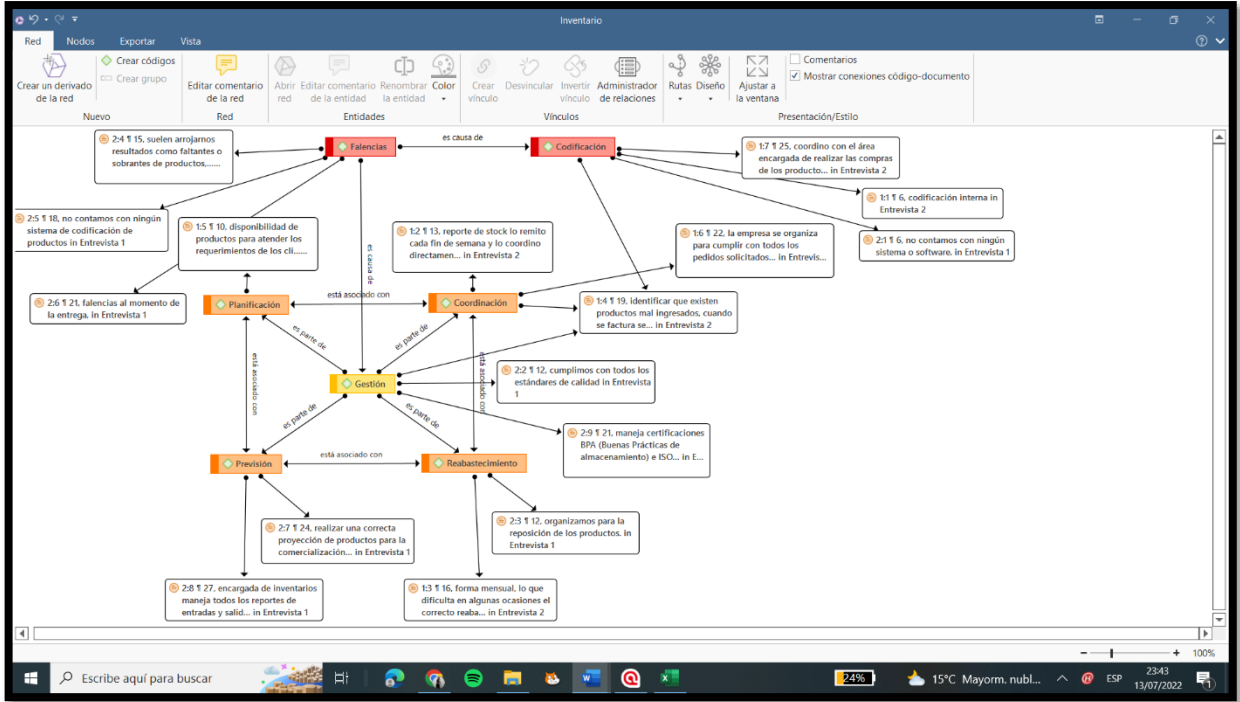 Inventario
Red Nodos Exportar Vista
Crear un derivado
de la red
Crear códigos
Crear grupo
Nuevo
Editar comentario
de la red
Red
Abrir
red
Editar comentario
de la entidad
Renombrar
la entidad
Color
Entidades
Crear
vínculo
Desvincular
Invertir
vínculo
Administrador
de relaciones
Vínculos
Rutas
Diseño
Ajustar a
la ventana
Comentarios
Mostrar conexiones código-documento
Presentación/Estilo
2:4 ¶ 15, suelen arrojarnos
resultados como faltantes o
sobrantes de productos,......
Falencias
es causa de
Codificación
1:7 ¶ 25, coordino con el área
encargada de realizar las compras
de los producto... in Entrevista 2
1:1 ¶ 6, codificación interna in
Entrevista 2
2:5 ¶ 18, no contamos con ningún
sistema de codificación de
productos in Entrevista 1
1:5 ¶ 10, disponibilidad de
productos para atender los
requerimientos de los cli......
es causa de
1:2 ¶ 13, reporte de stock lo remito
cada fin de semana y lo coordino
directamen... in Entrevista 2
1:6 ¶ 22, la empresa se organiza
para cumplir con todos los
pedidos solicitados... in Entrevis...
2:1 ¶ 6, no contamos con ningún
sistema o software. in Entrevista 1
2:6 ¶ 21, falencias al momento de
la entrega. in Entrevista 1
Planificación
está asociado con
Coordinación
1:4 ¶ 19, identificar que existen
productos mal ingresados, cuando
se factura se... in Entrevista 2
es parte de
es parte de
está asociado con
está asociado con
Gestión
2:2 ¶ 12, cumplimos con todos los
estándares de calidad in Entrevista
1
es parte de
es parte de
2:9 ¶ 21, maneja certificaciones
BPA (Buenas Prácticas de
almacenamiento) e ISO... in E...
Previsión
está asociado con
Reabastecimiento
2:7 ¶ 24, realizar una correcta
proyección de productos para la
comercialización... in Entrevista 1
2:3 ¶ 12, organizamos para la
reposición de los productos. in
Entrevista 1
2:8 ¶ 27, encargada de inventarios
maneja todos los reportes de
entradas y salid... in Entrevista 1
1:3 ¶ 16, forma mensual, lo que
dificulta en algunas ocasiones el
correcto reaba... in Entrevista 2
100%
Escribe aquí para buscar
24%
15°C Mayorm. nubl...
ESP
23:43
13/07/2022
1